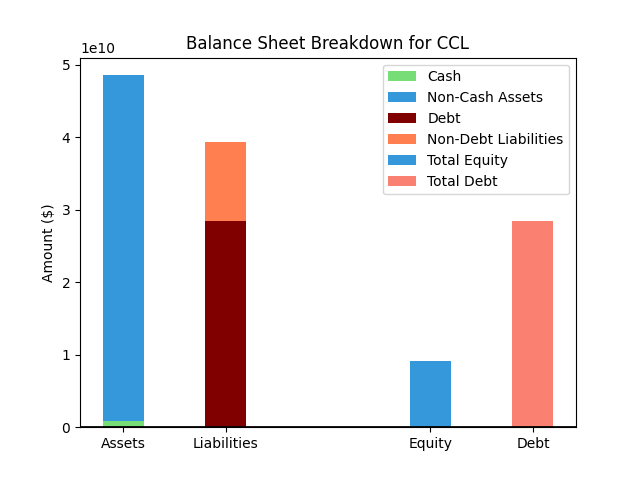 Balance Sheet Breakdown for CCL
1e10
Cash
Non-Cash Assets
Debt
Non-Debt Liabilities
Total Equity
Total Debt
Amount ($)
5
4
3
2
1
0
Assets Liabilities Equity Debt